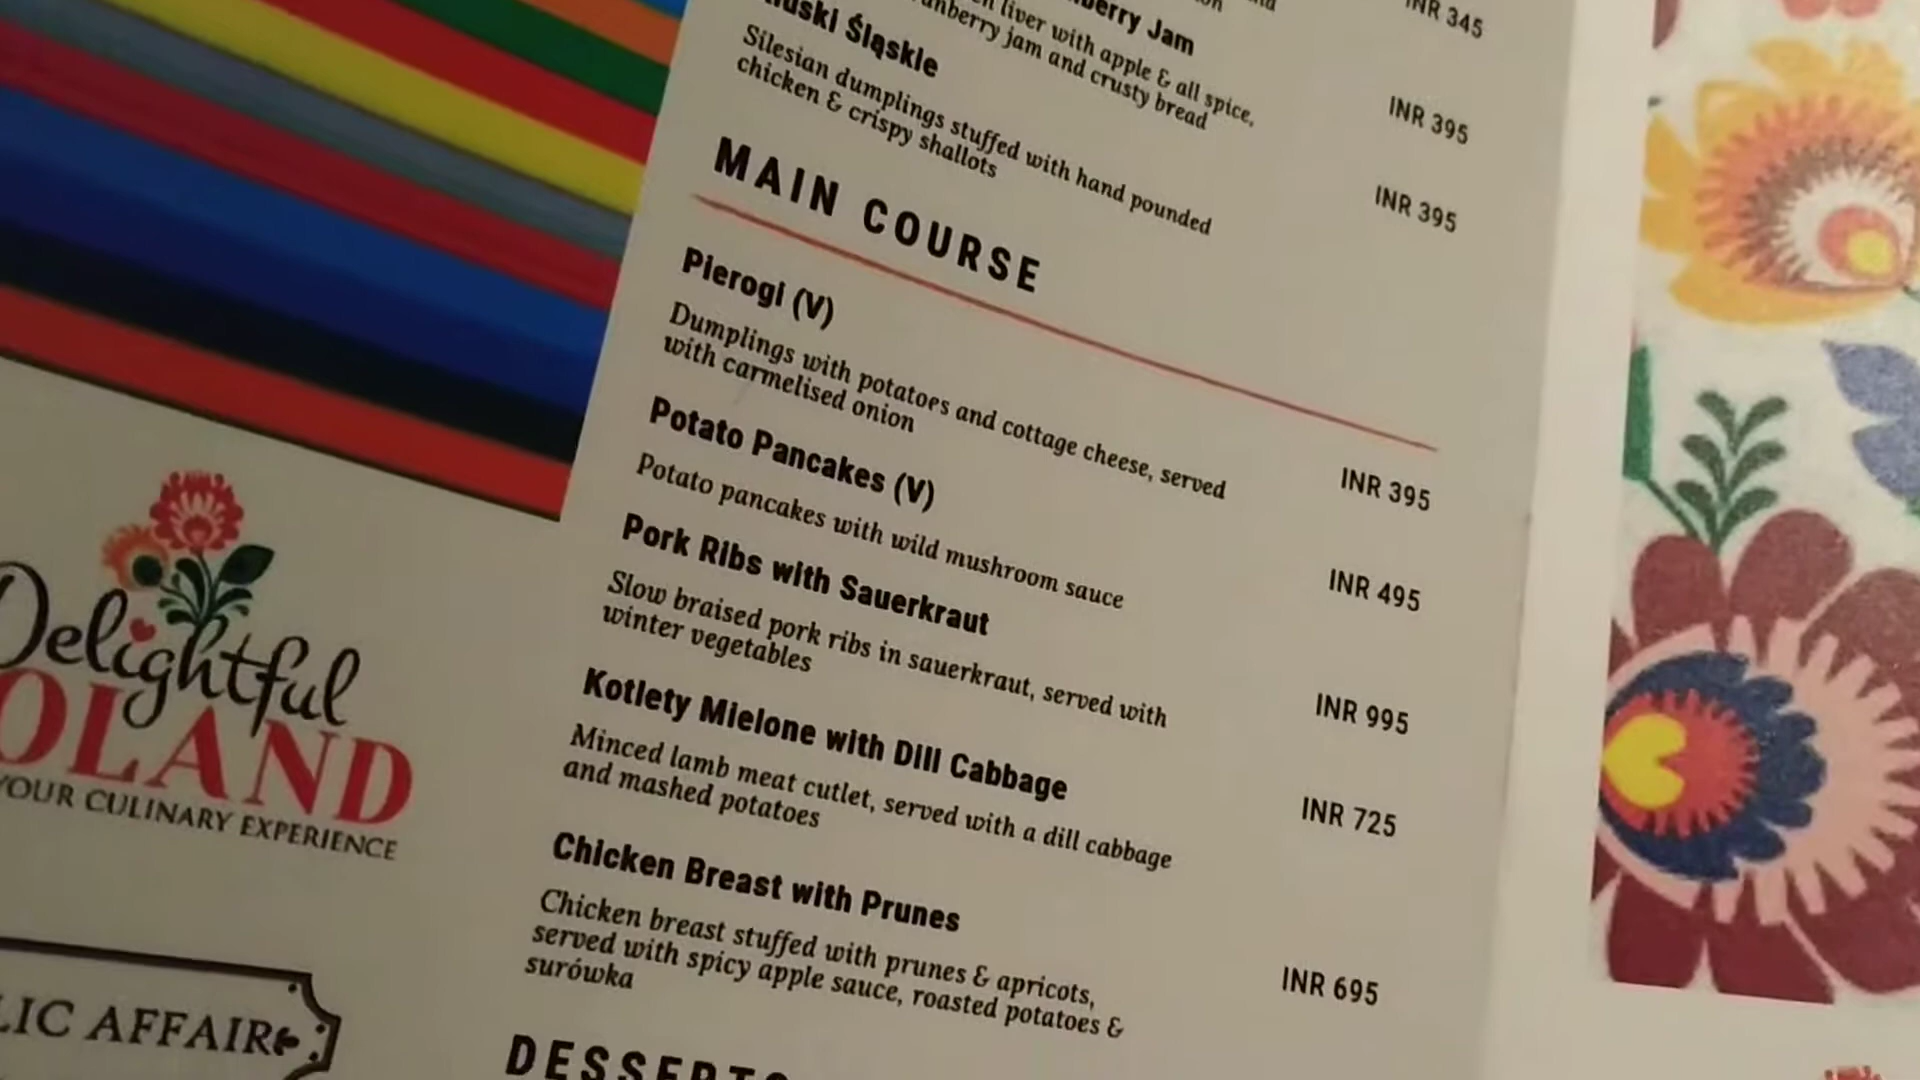 INR 345
berry Jam
liver with apple & all spice,
anberry jam and crusty bread
INR 395
Śląskie
Silesian dumplings stuffed with hand pounded
chicken & crispy shallots
INR 395
MAIN COURSE
Pierogi (V)
Dumplings with potatoes and cottage cheese, served
with carmelised onion
INR 395
Potato Pancakes (V)
Potato pancakes with wild mushroom sauce
INR 495
Pork Ribs with Sauerkraut
Slow braised pork ribs in sauerkraut, served with
winter vegetables
INR 995
Kotlety Mielone with Dill Cabbage
Minced lamb meat cutlet, served with a dill cabbage
and mashed potatoes
INR 725
Chicken Breast with Prunes
Chicken breast stuffed with prunes & apricots,
served with spicy apple sauce, roasted potatoes &
surówka
INR 695
DESSERTS
Delightful
OLAND
YOUR CULINARY EXPERIENCE
LIC AFFAIR